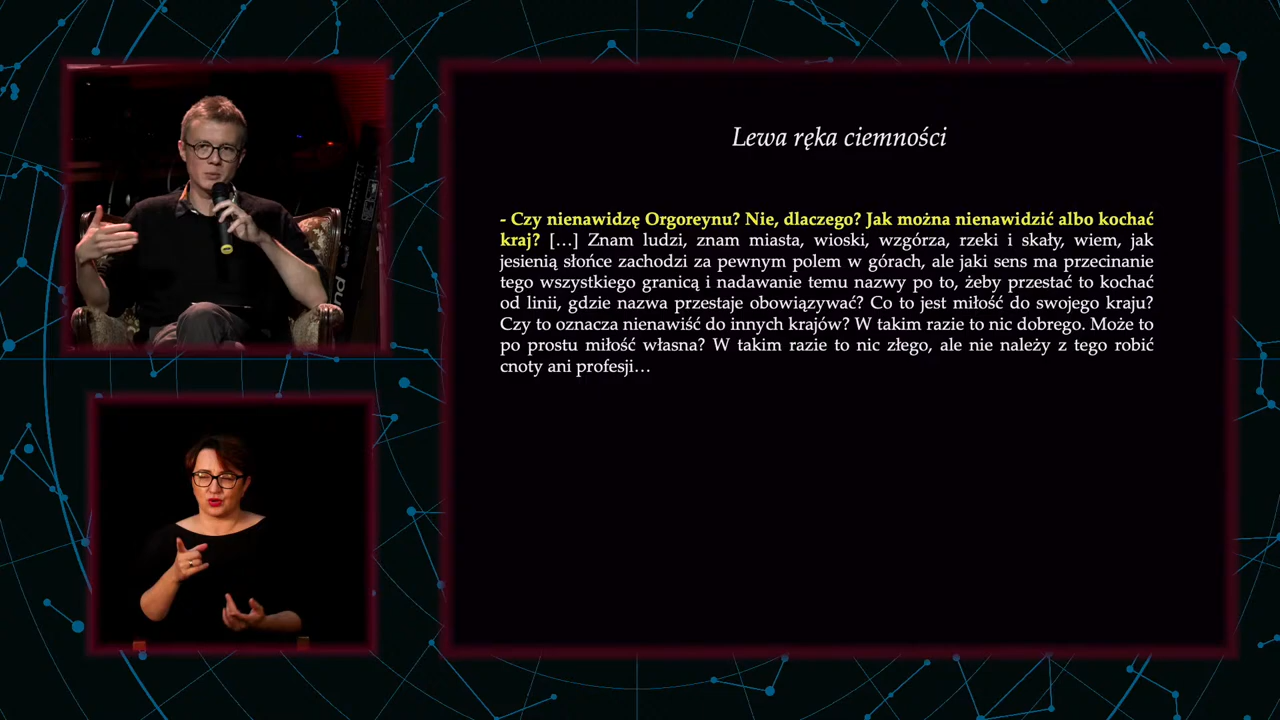 Lewa ręka ciemności
- Czy nienawidzę Orgoreynu? Nie, dlaczego? Jak można nienawidzić albo kochać
kraj? […] Znam ludzi, znam miasta, wioski, wzgórza, rzeki i skały, wiem, jak
jesienią słońce zachodzi za pewnym polem w górach, ale jaki sens ma przecinanie
tego wszystkiego granicą i nadawanie temu nazwy po to, żeby przestać to kochać
od linii, gdzie nazwa przestaje obowiązywać? Co to jest miłość do swojego kraju?
Czy to oznacza nienawiść do innych krajów? W takim razie to nic dobrego. Może to
po prostu miłość własna? W takim razie to nic złego, ale nie należy z tego robić
cnoty ani profesji…